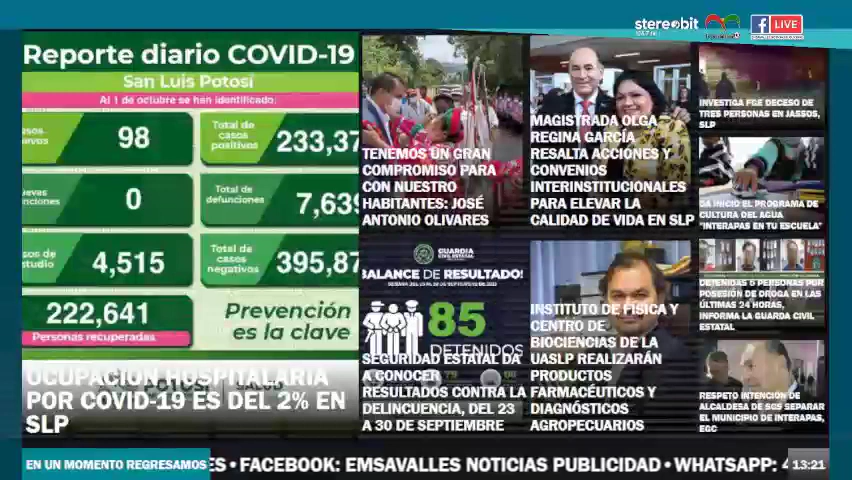 stereobit
LIVE
Reporte diario COVID-19
San Luis Potosí
Al 1 de octubre se han identificado:
98
Total de casos positivos
233,37
0
Total de defunciones
7,639
4,515
Total de casos negativos
395,87
222,641
Personas recuperadas
Prevención
es la clave
OCUPACIÓN HOSPITALARIA
POR COVID-19 ES DEL 2% EN
SLP
TENEMOS UN GRAN
COMPROMISO PARA
CON NUESTRO
HABITANTES: JOSÉ
ANTONIO OLIVARES
MAGISTRADA OLGA
REGINA GARCÍA
RESALTA ACCIONES Y
CONVENIOS
INTERINSTITUCIONALES
PARA ELEVAR LA
CALIDAD DE VIDA EN SLP
INVESTIGA FGE DECESO DE
TRES PERSONAS EN JASSOS,
SLP
DA INICIO EL PROGRAMA DE
CULTURA DEL AGUA
"INTERAPAS EN TU ESCUELA"
GUARDIA
CIVIL ESTATAL
BALANCE DE RESULTADOS
85
DETENIDOS
SEGURIDAD ESTATAL DA
A CONOCER
RESULTADOS CONTRA LA
DELINCUENCIA, DEL 23
A 30 DE SEPTIEMBRE
INSTITUTO DE FÍSICA Y
CENTRO DE
BIOCIENCIAS DE LA
UASLP REALIZARÁN
PRODUCTOS
FARMACÉUTICOS Y
DIAGNÓSTICOS
AGROPECUARIOS
DETENIDAS 6 PERSONAS POR
POSESIÓN DE DROGA EN LAS
ÚLTIMAS 24 HORAS,
INFORMA LA GUARDA CIVIL
ESTATAL
RESPETO INTENCIÓN DE
ALCALDESA DE SGS SEPARAR
EL MUNICIPIO DE INTERAPAS,
EGC
EN UN MOMENTO REGRESAMOS
ES • FACEBOOK: EMSAVALLES NOTICIAS PUBLICIDAD • WHATSAPP: 4
13:21